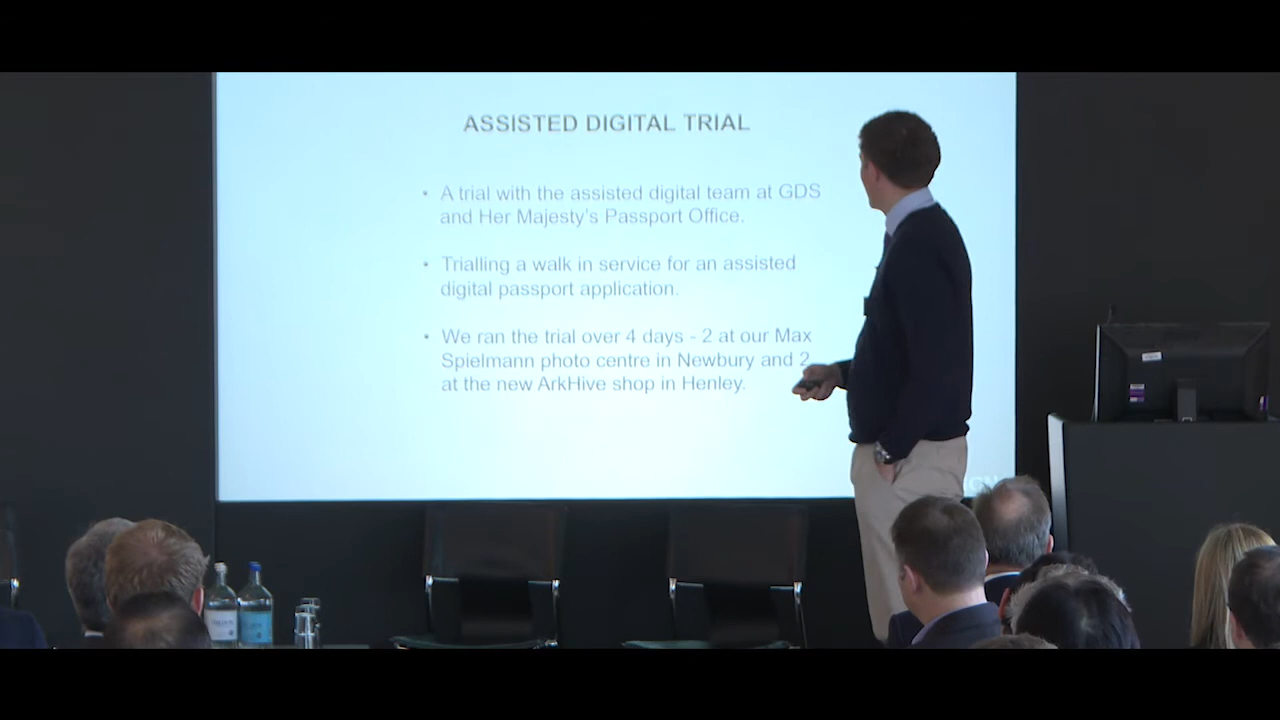 ASSISTED DIGITAL TRIAL
• A trial with the assisted digital team at GDS
and Her Majesty's Passport Office.
• Trialling a walk in service for an assisted
digital passport application.
• We ran the trial over 4 days - 2 at our Max
Spielmann photo centre in Newbury and 2
at the new ArkHive shop in Henley.